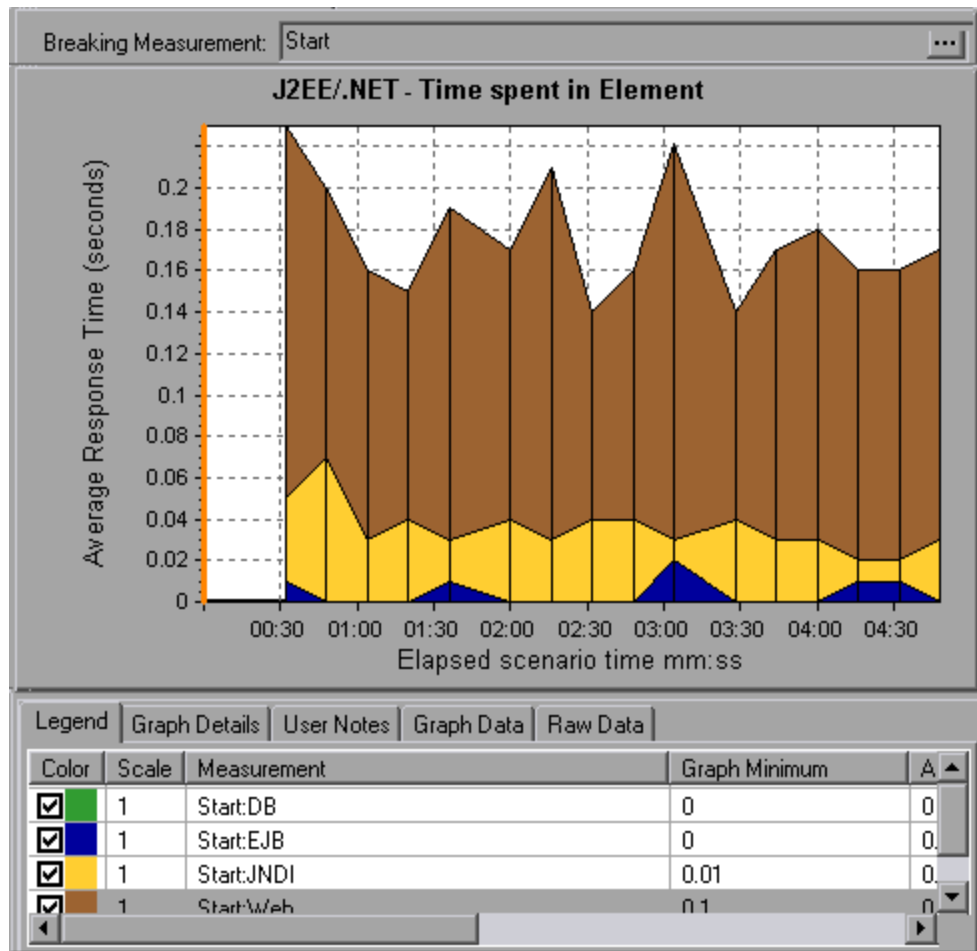 Breaking Measurement: Start ...
J2EE/.NET - Time spent in Element
Average Response Time (seconds)
0.2
0.18
0.16
0.14
0.12
0.1
0.08
0.06
0.04
0.02
0
00:30 01:00 01:30 02:00 02:30 03:00 03:30 04:00 04:30
Elapsed scenario time mm:ss
Legend Graph Details User Notes Graph Data Raw Data
Color Scale Measurement Graph Minimum A
1 Start:DB 0 0
1 Start:EJB 0 0.
1 Start:JNDI 0.01 0.
1 Start:Web 0.1 0